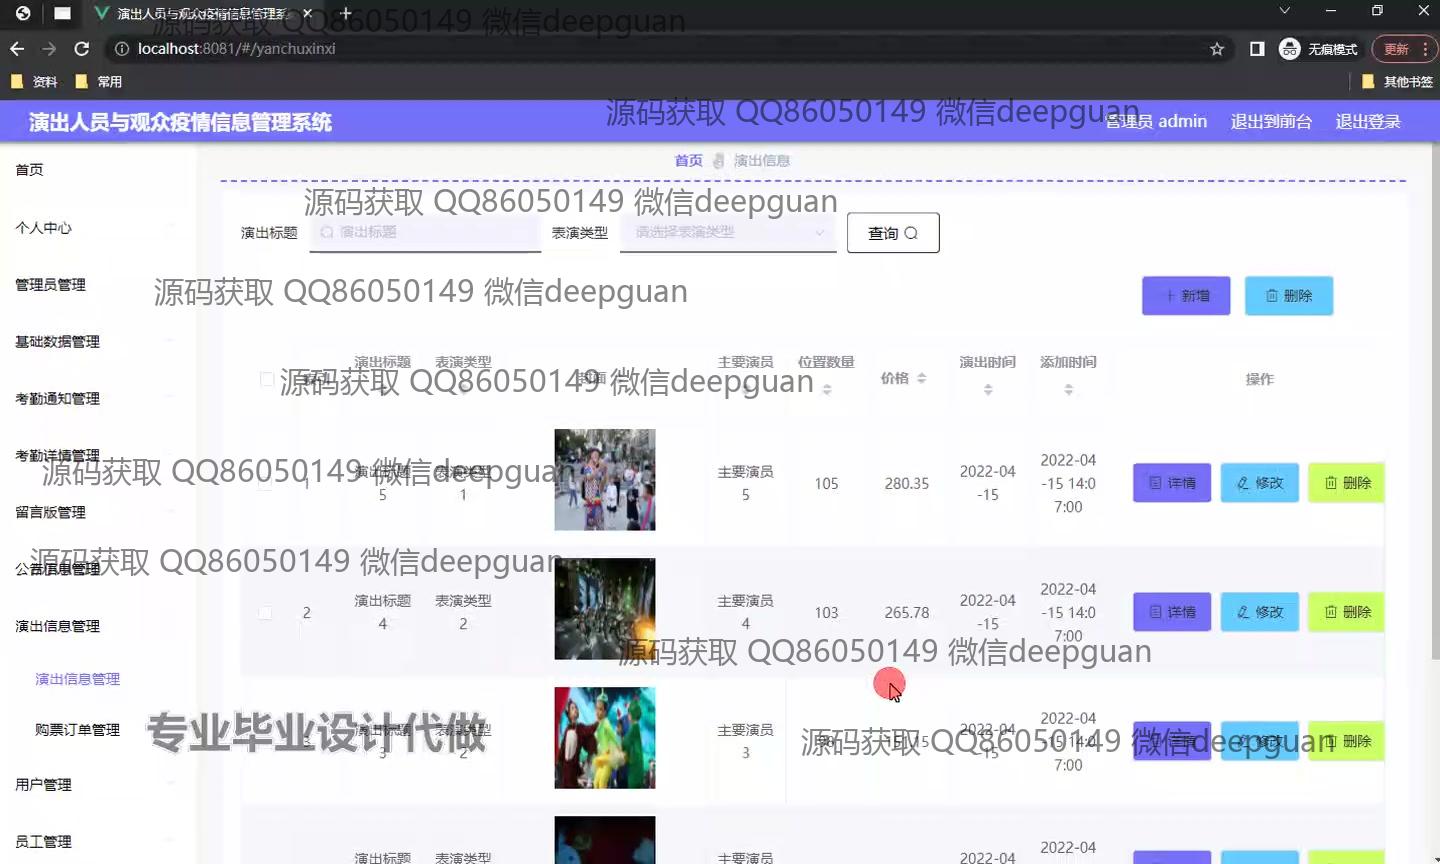 演出人员与观众疫情信息管理系
源码获取 QQ86050149 微信deepguan
localhost:8081/#/yanchuxinxi
无痕模式
更新
资料
常用
其他书签
演出人员与观众疫情信息管理系统
源码获取 QQ86050149 微信deepguan
管理员 admin
退出到前台
退出登录
首页
演出信息
首页
源码获取 QQ86050149 微信deepguan
个人中心
演出标题
演出标题
表演类型
请选择表演类型
查询
管理员管理
源码获取 QQ86050149 微信deepguan
新增
删除
基础数据管理
演出标题 表演类型 封面 主要演员 位置数量 价格 演出时间 添加时间 操作
源码获取 QQ86050149 微信deepguan
考勤通知管理
考勤详情管理
源码获取 QQ86050149 微信deepguan
1 演出标题5 表演类型1 主要演员5 105 280.35 2022-04-15 2022-04-15 14:07:00 详情 修改 删除
留言版管理
源码获取 QQ86050149 微信deepguan
公告信息管理
2 演出标题4 表演类型2 主要演员4 103 265.78 2022-04-15 2022-04-15 14:07:00 详情 修改 删除
演出信息管理
源码获取 QQ86050149 微信deepguan
演出信息管理
购票订单管理
专业毕业设计代做
3 演出标题3 表演类型2 主要演员3 2022-04-15 2022-04-15 14:07:00 详情 修改 删除
源码获取 QQ86050149 微信deepguan
用户管理
员工管理
演出标题 表演类型 主要演员 2022-04 2022-04